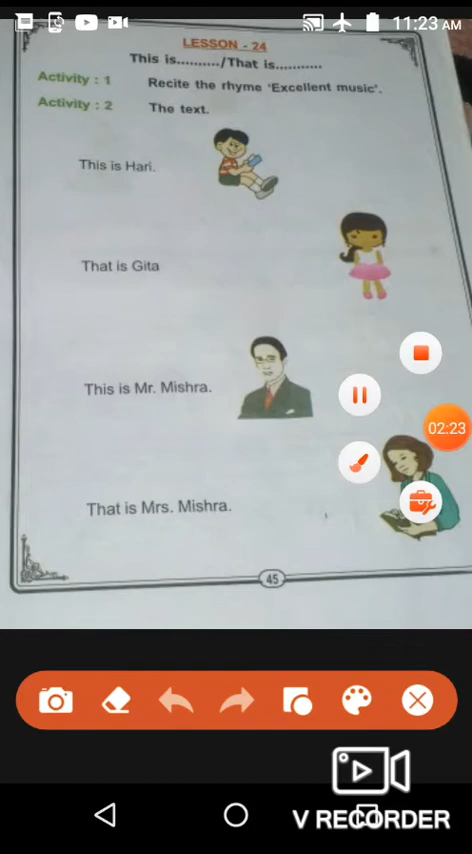 11:23 AM
LESSON - 24
This is........../That is...........
Activity : 1 Recite the rhyme 'Excellent music'.
Activity : 2 The text.
This is Hari.
That is Gita
This is Mr. Mishra.
02:23
That is Mrs. Mishra.
45
V RECORDER